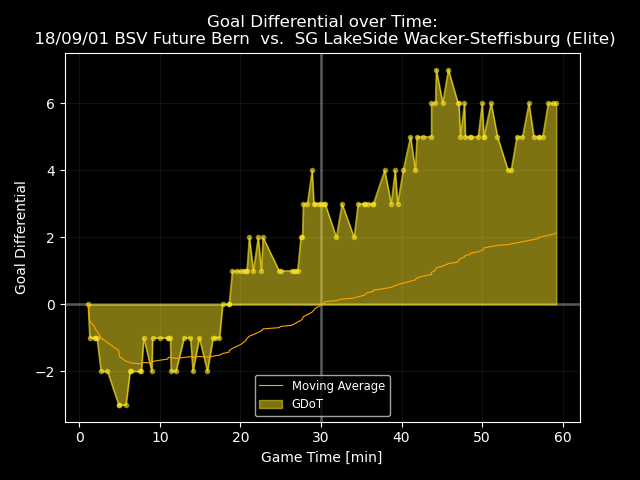 Goal Differential over Time:
18/09/01 BSV Future Bern  vs.  SG LakeSide Wacker-Steffisburg (Elite)
Goal Differential
6
4
2
0
−2
Moving Average
GDoT
0 10 20 30 40 50 60
Game Time [min]